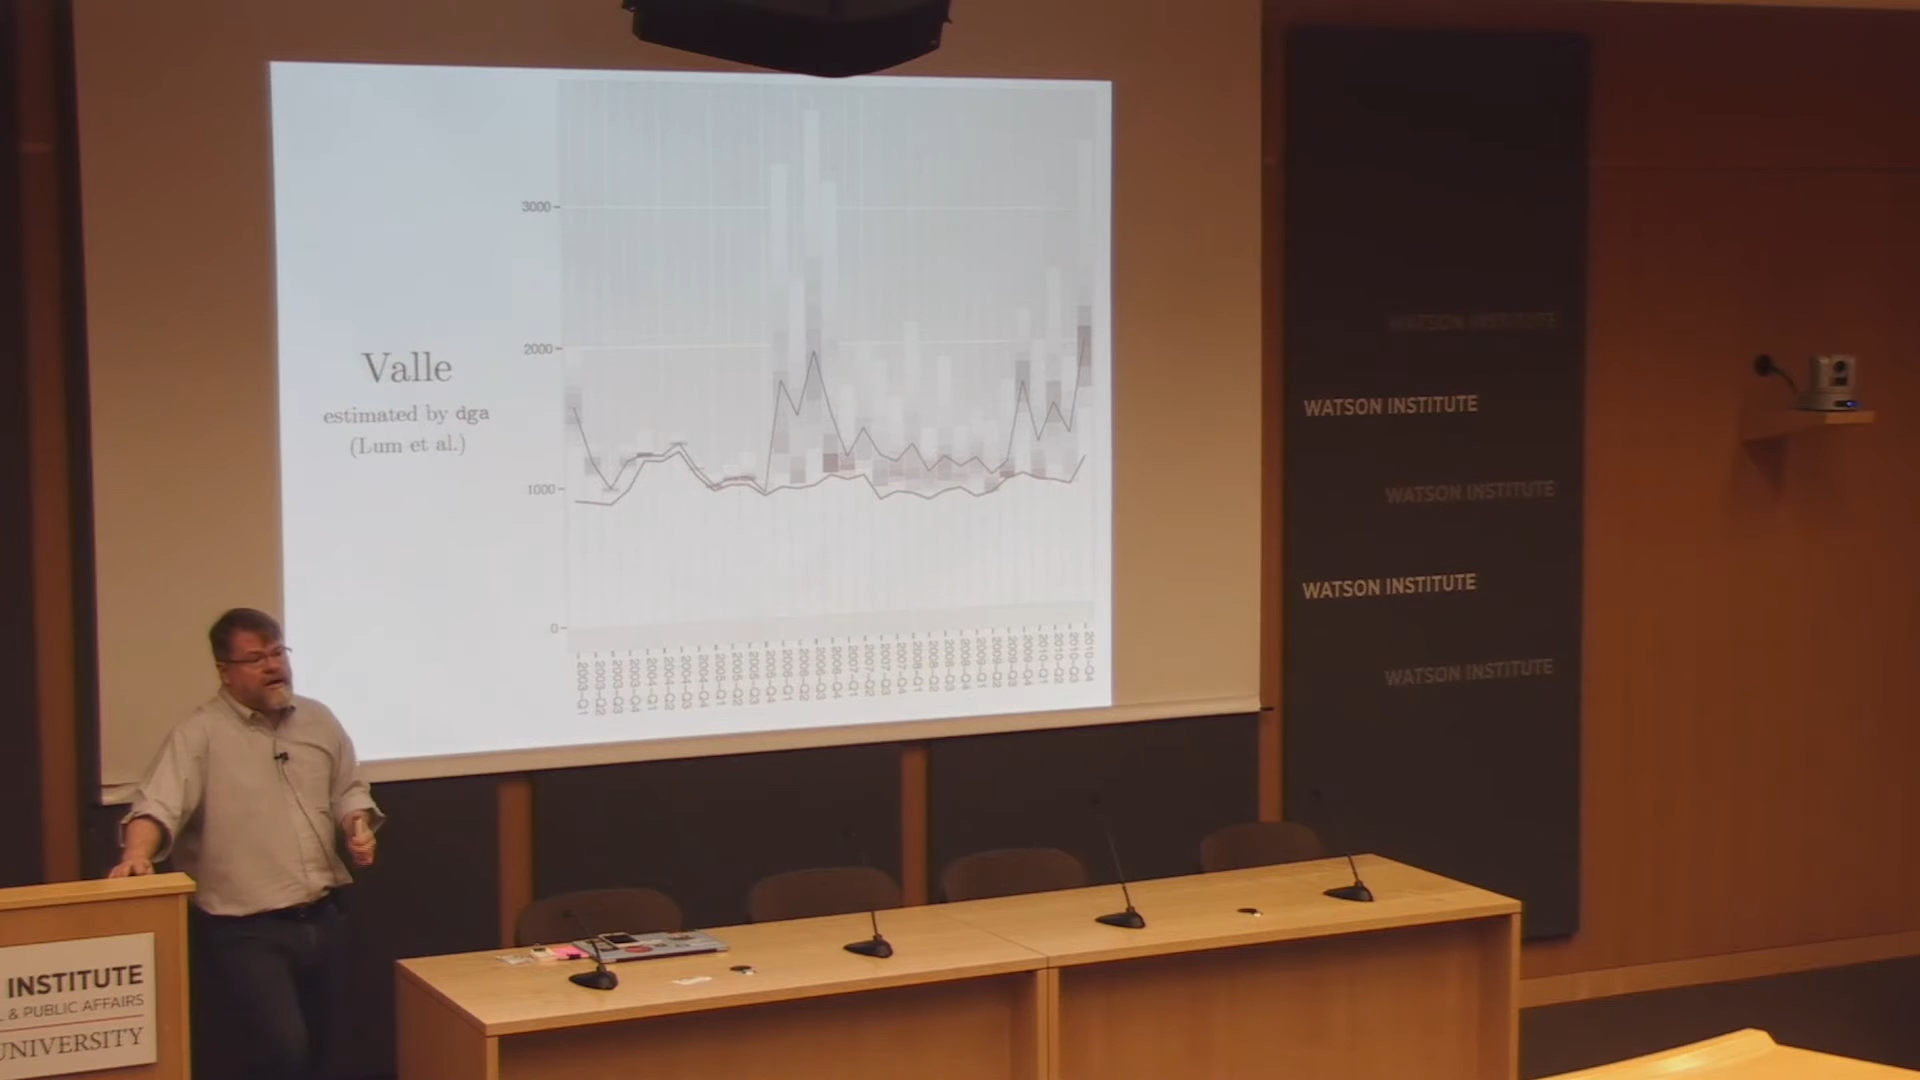 3000
2000
1000
0
Valle
estimated by dga
(Lum et al.)
2003-Q1
2003-Q2
2003-Q3
2003-Q4
2004-Q1
2004-Q2
2004-Q3
2004-Q4
2005-Q1
2005-Q2
2005-Q3
2005-Q4
2006-Q1
2006-Q2
2006-Q3
2006-Q4
2007-Q1
2007-Q2
2007-Q3
2007-Q4
2008-Q1
2008-Q2
2008-Q3
2008-Q4
2009-Q1
2009-Q2
2009-Q3
2009-Q4
2010-Q1
2010-Q2
2010-Q3
2010-Q4
WATSON INSTITUTE
WATSON INSTITUTE
WATSON INSTITUTE
WATSON INSTITUTE
WATSON INSTITUTE
INSTITUTE
& PUBLIC AFFAIRS
UNIVERSITY